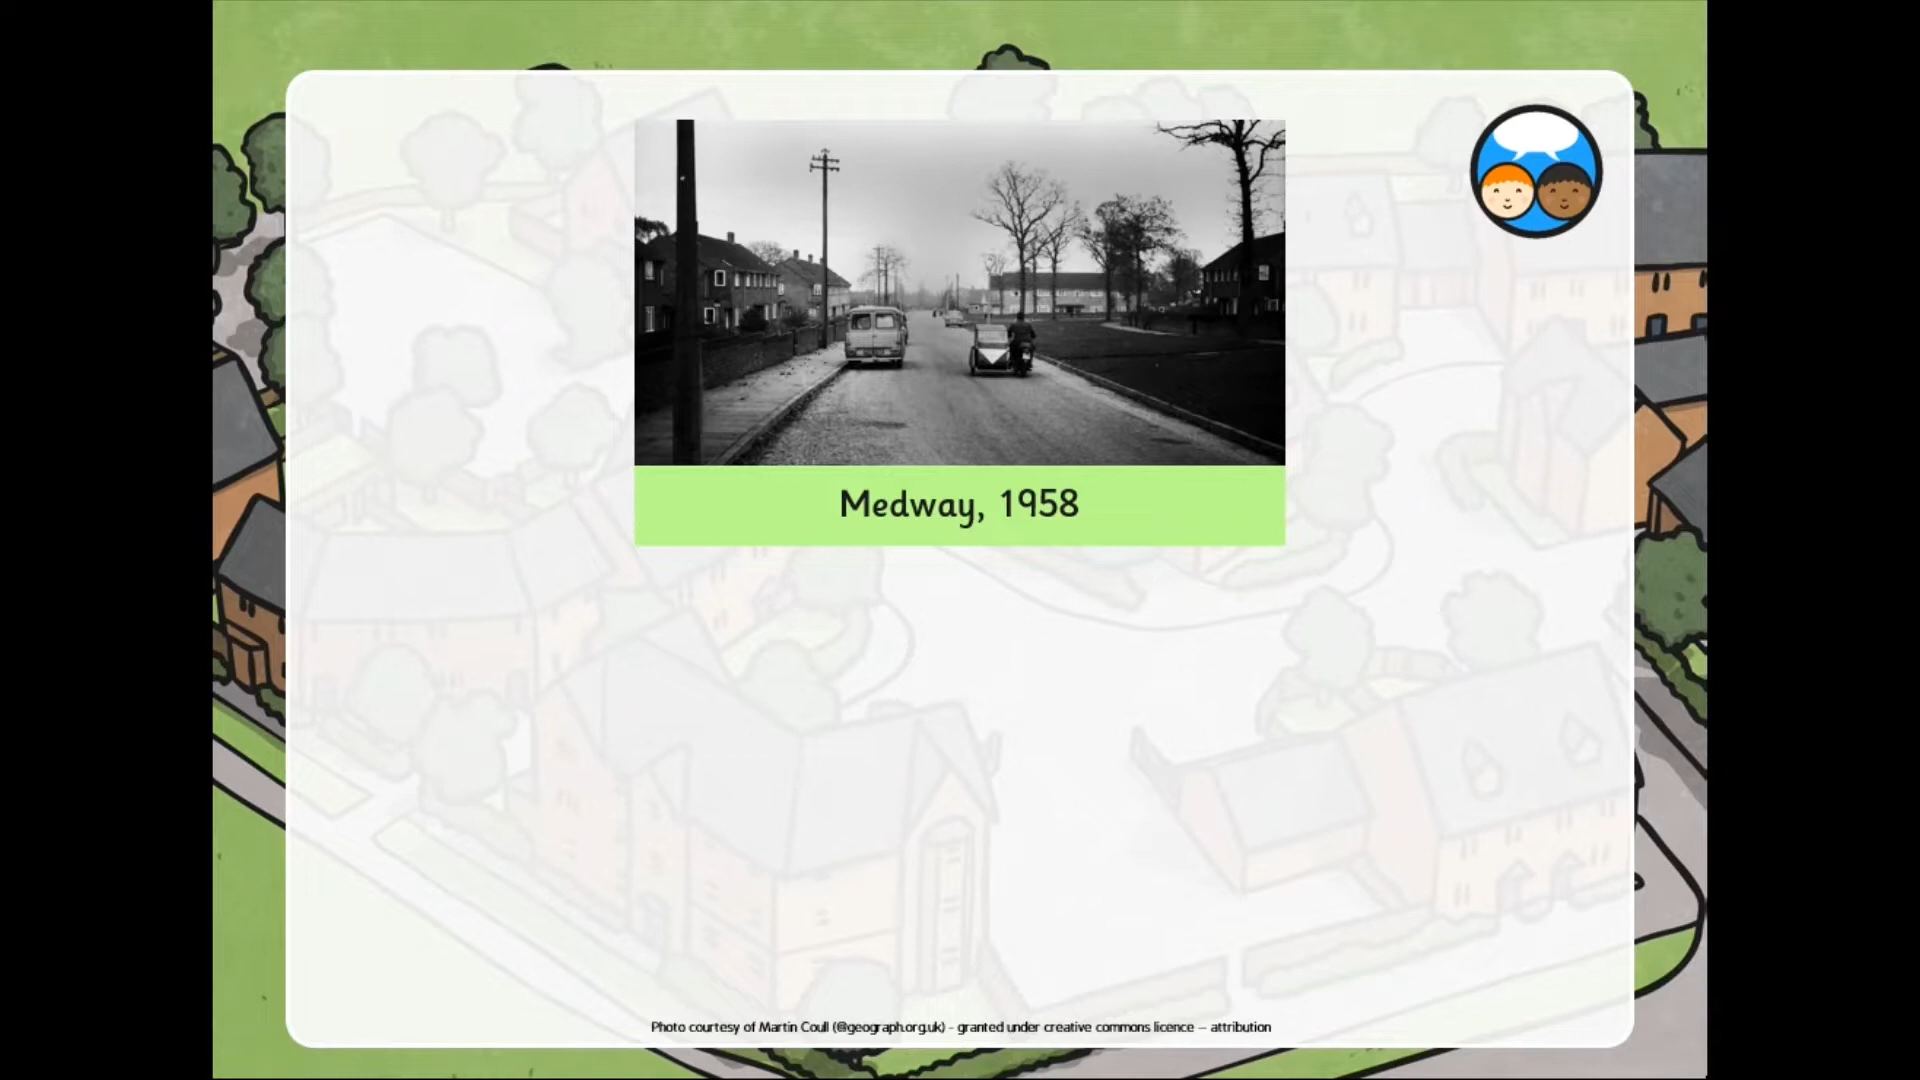 Medway, 1958
Photo courtesy of Martin Coull (@geograph.org.uk) - granted under creative commons licence – attribution